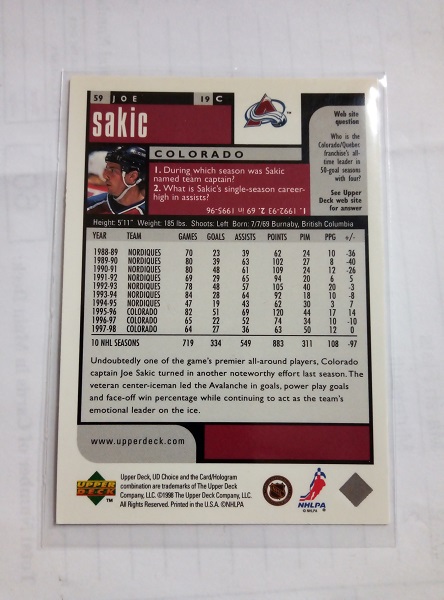 59 JOE 19 C
sakic
COLORADO
1. During which season was Sakic
named team captain?
2. What is Sakic's single-season career-
high in assists?
1. 1992-93 2. 69 in 1995-96
Web site
question
Who is the
Colorado/Quebec
franchise's all-
time leader in
50-goal seasons
with four?
See Upper
Deck web site
for answer
Height: 5'11" Weight: 185 lbs. Shoots: Left Born: 7/7/69 Burnaby, British Columbia
YEAR TEAM GAMES GOALS ASSISTS POINTS PIM PPG +/-
1988-89 NORDIQUES 70 23 39 62 24 10 -36
1989-90 NORDIQUES 80 39 63 102 27 8 -40
1990-91 NORDIQUES 80 48 61 109 24 12 -26
1991-92 NORDIQUES 69 29 65 94 20 6 5
1992-93 NORDIQUES 78 48 57 105 40 20 -3
1993-94 NORDIQUES 84 28 64 92 18 10 -8
1994-95 NORDIQUES 47 19 43 62 30 3 7
1995-96 COLORADO 82 51 69 120 44 17 14
1996-97 COLORADO 65 22 52 74 34 10 -10
1997-98 COLORADO 64 27 36 63 50 12 0
10 NHL SEASONS 719 334 549 883 311 108 -97
Undoubtedly one of the game's premier all-around players, Colorado
captain Joe Sakic turned in another noteworthy effort last season. The
veteran center-iceman led the Avalanche in goals, power play goals
and face-off win percentage while continuing to act as the team's
emotional leader on the ice.
www.upperdeck.com
UPPER
DECK
TM
Upper Deck, UD Choice and the Card/Hologram
combination are trademarks of The Upper Deck
Company, LLC. ©1998 The Upper Deck Company, LLC.
All Rights Reserved. Printed in the U.S.A. ©NHLPA
NHLPA
© NHLPA